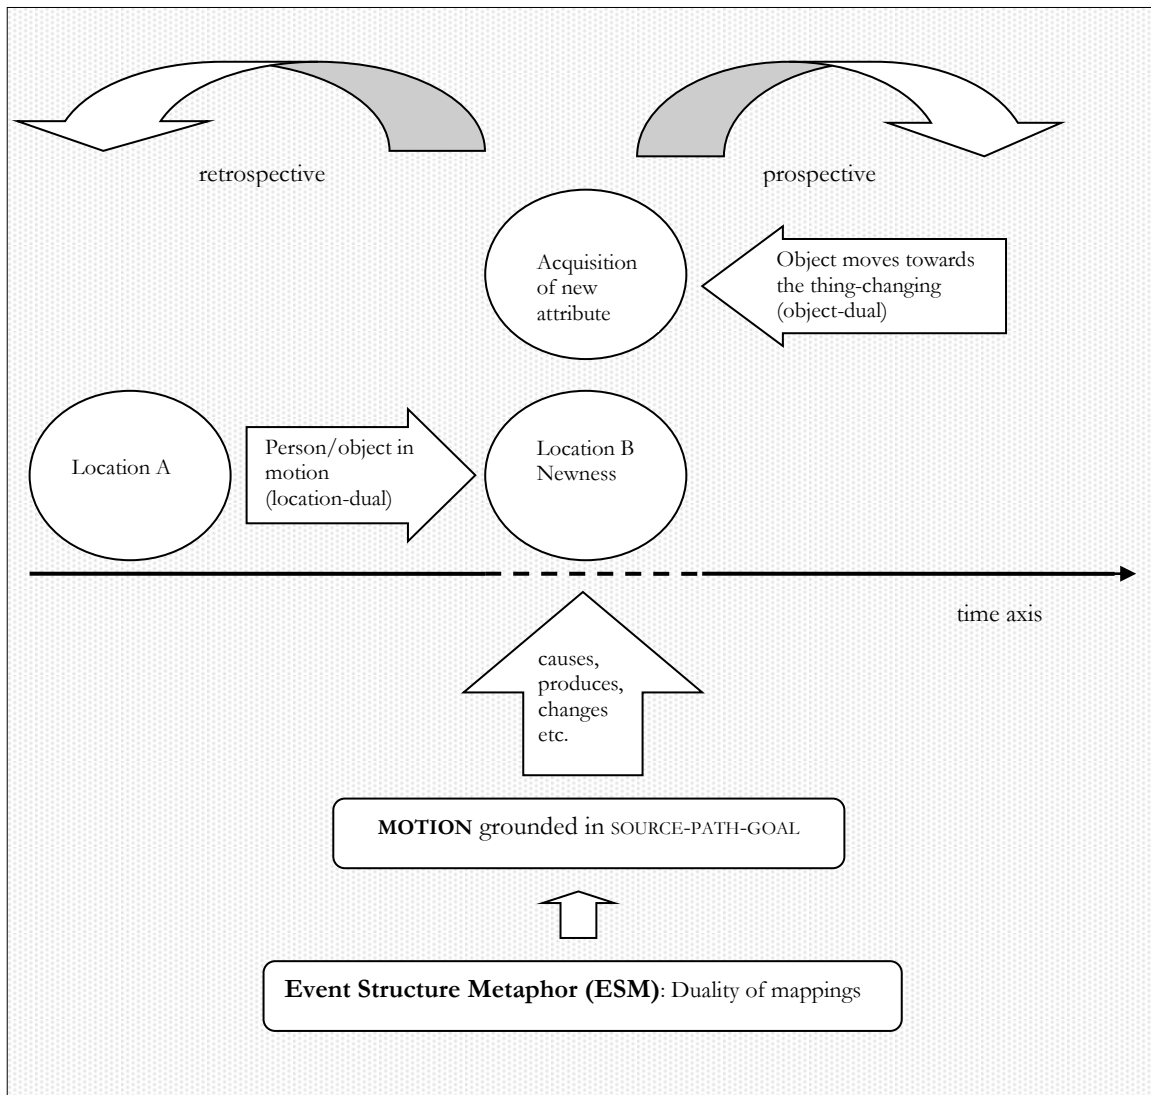 retrospective
prospective
Acquisition
of new
attribute
Object moves towards
the thing-changing
(object-dual)
Location A
Person/object in
motion
(location-dual)
Location B
Newness
time axis
causes,
produces,
changes
etc.
MOTION grounded in SOURCE-PATH-GOAL
Event Structure Metaphor (ESM): Duality of mappings